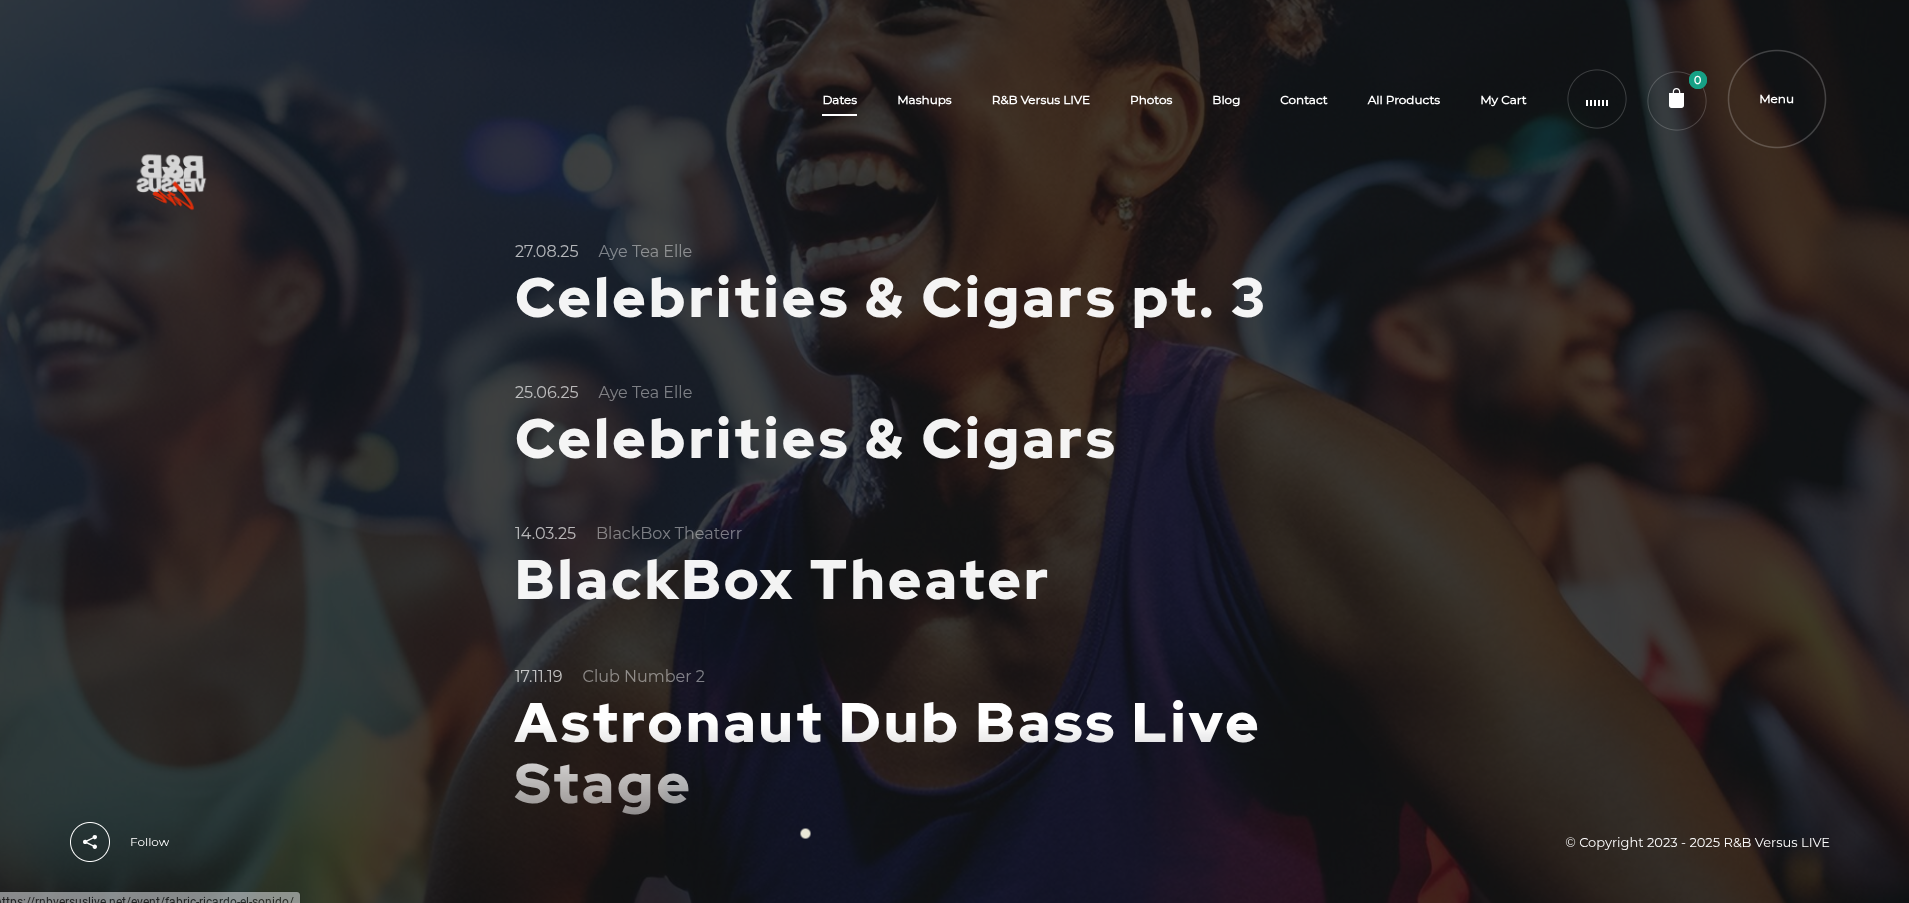 Dates Mashups R&B Versus LIVE Photos Blog Contact All Products My Cart 0 Menu
R&B
VERSUS
Live
27.08.25 Aye Tea Elle
Celebrities & Cigars pt. 3
25.06.25 Aye Tea Elle
Celebrities & Cigars
14.03.25 BlackBox Theaterr
BlackBox Theater
17.11.19 Club Number 2
Astronaut Dub Bass Live
Stage
Follow
© Copyright 2023 - 2025 R&B Versus LIVE
https://rnbversuslive.net/event/fabric-ricardo-el-sonido/